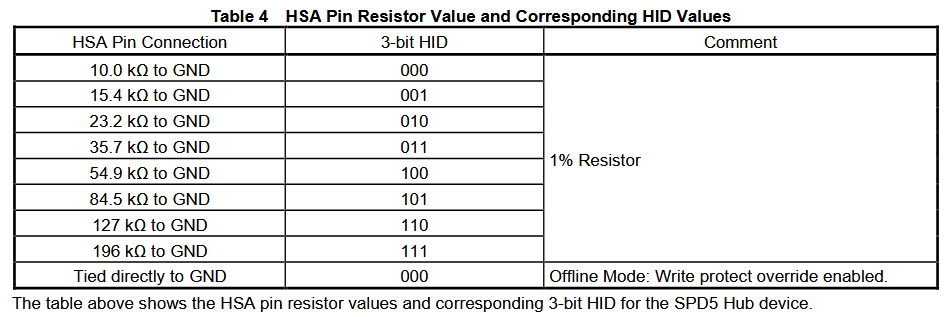 Table 4 HSA Pin Resistor Value and Corresponding HID Values
HSA Pin Connection 3-bit HID Comment
10.0 kΩ to GND 000
15.4 kΩ to GND 001
23.2 kΩ to GND 010
35.7 kΩ to GND 011
1% Resistor
54.9 kΩ to GND 100
84.5 kΩ to GND 101
127 kΩ to GND 110
196 kΩ to GND 111
Tied directly to GND 000 Offline Mode: Write protect override enabled.
The table above shows the HSA pin resistor values and corresponding 3-bit HID for the SPD5 Hub device.